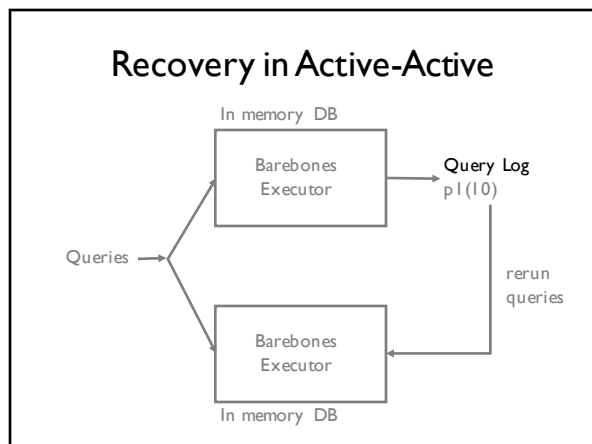 Recovery in Active-Active
In memory DB
Barebones
Executor
Query Log
p1(10)
Queries
rerun
queries
Barebones
Executor
In memory DB